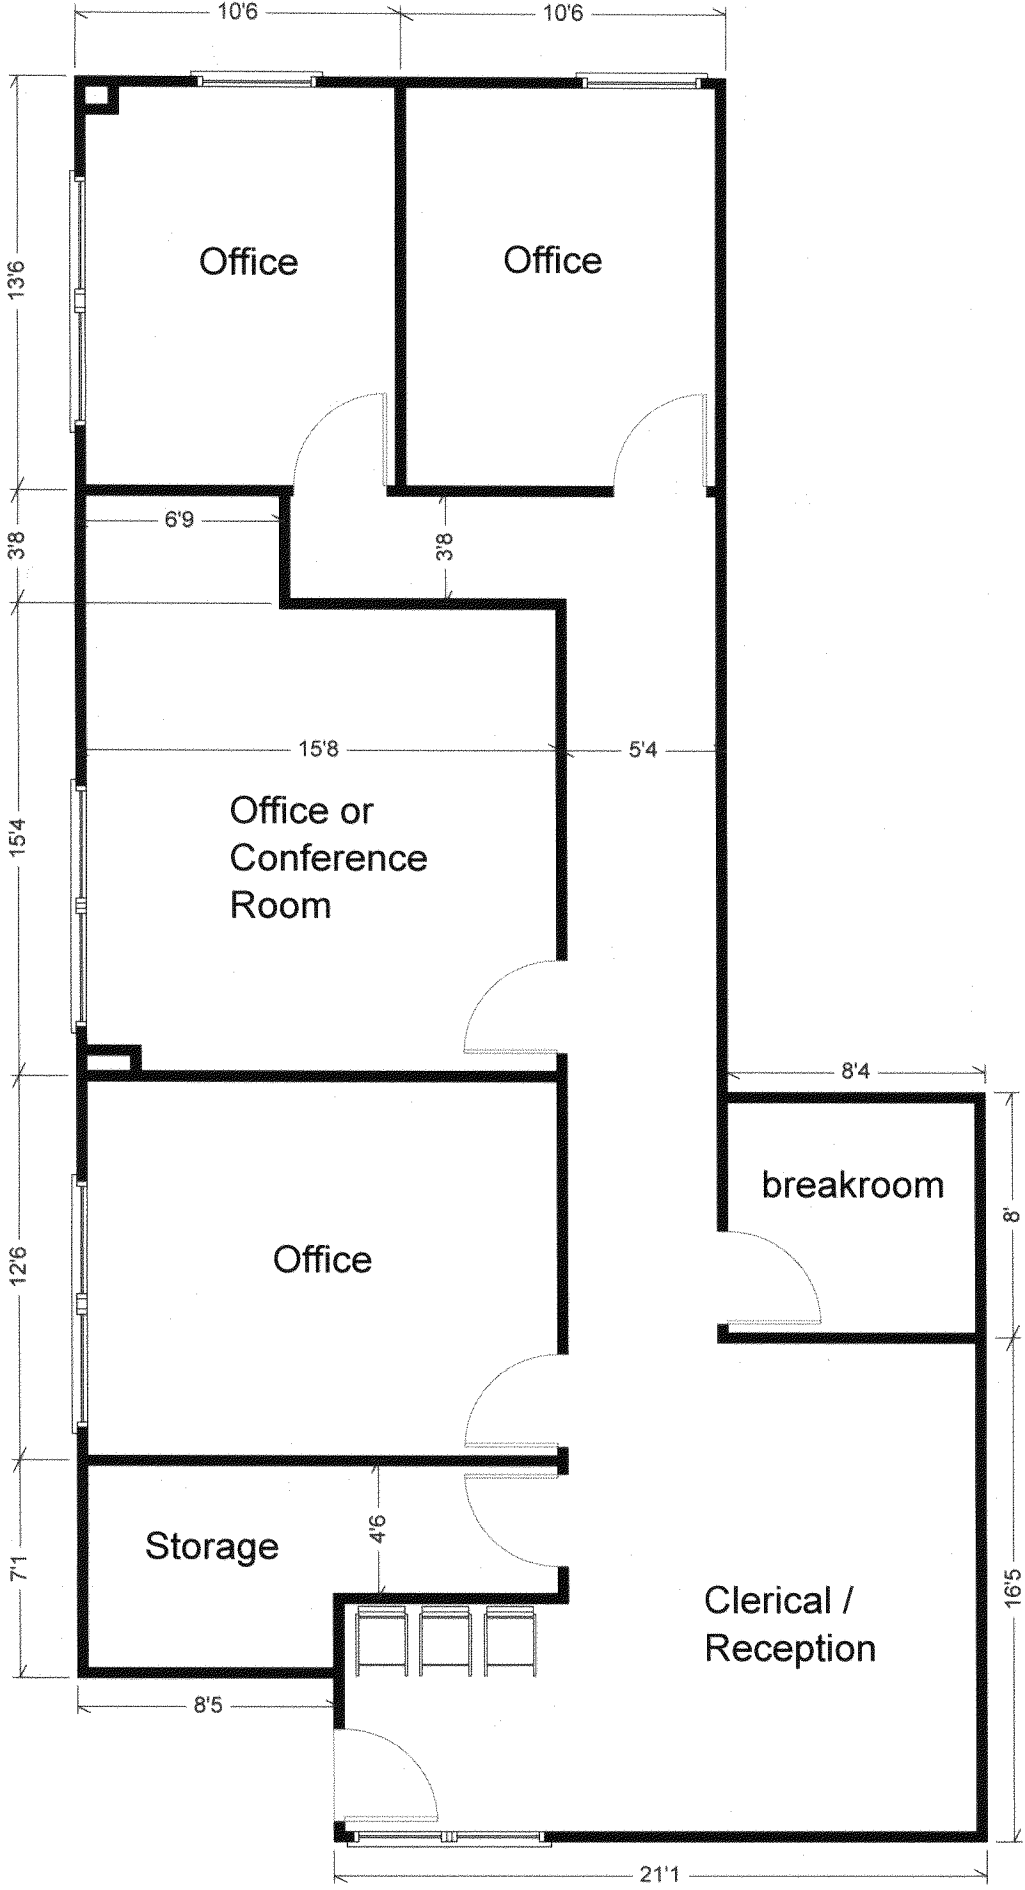 10'6
10'6
13'6
Office
Office
6'9
3'8
3'8
15'8
5'4
15'4
Office or
Conference
Room
8'4
breakroom
8'
12'6
Office
4'6
Storage
7'1
16'5
Clerical /
Reception
8'5
21'1